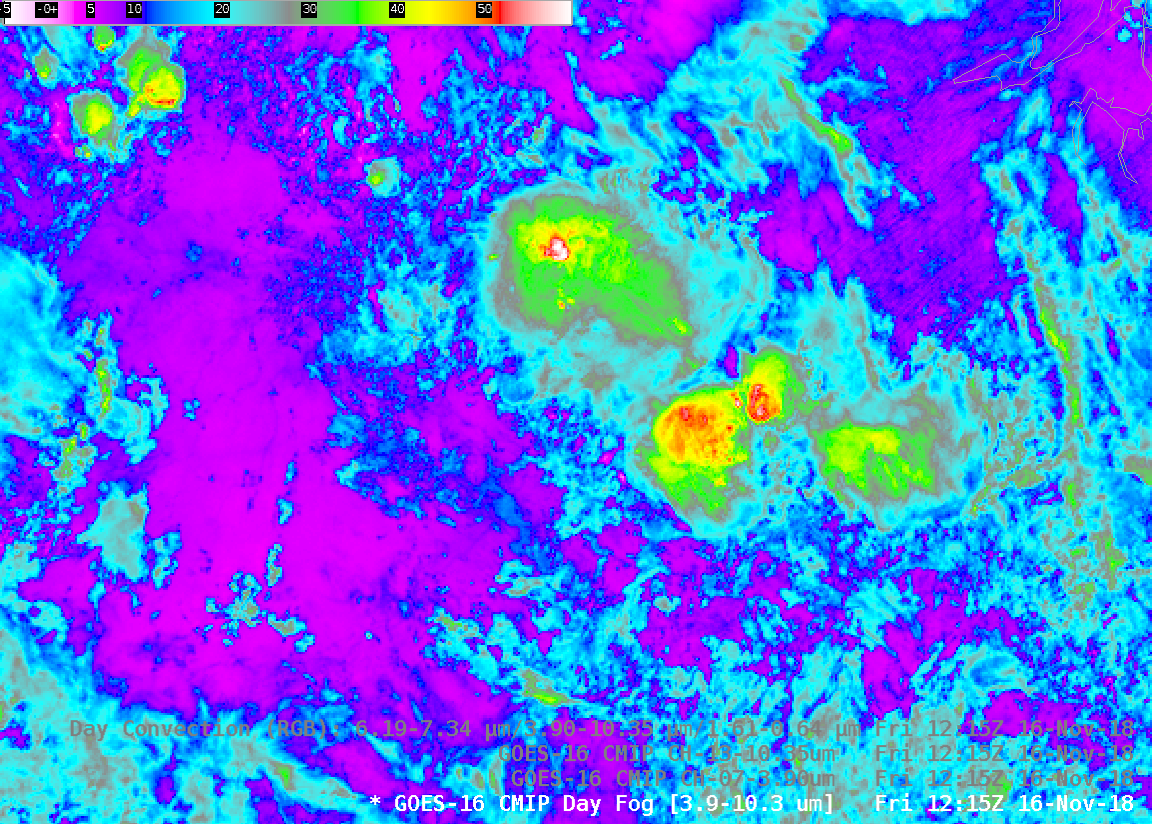 -5 -0+ 5 10 20 30 40 50
Day Convection (RGB): 6.19-7.34 µm/3.90-10.35 µm/1.61-0.64 µm Fri 12:15Z 16-Nov-18
GOES-16 CMIP CH-13-10.35um Fri 12:15Z 16-Nov-18
GOES-16 CMIP CH-07-3.90um Fri 12:15Z 16-Nov-18
* GOES-16 CMIP Day Fog [3.9-10.3 um] Fri 12:15Z 16-Nov-18